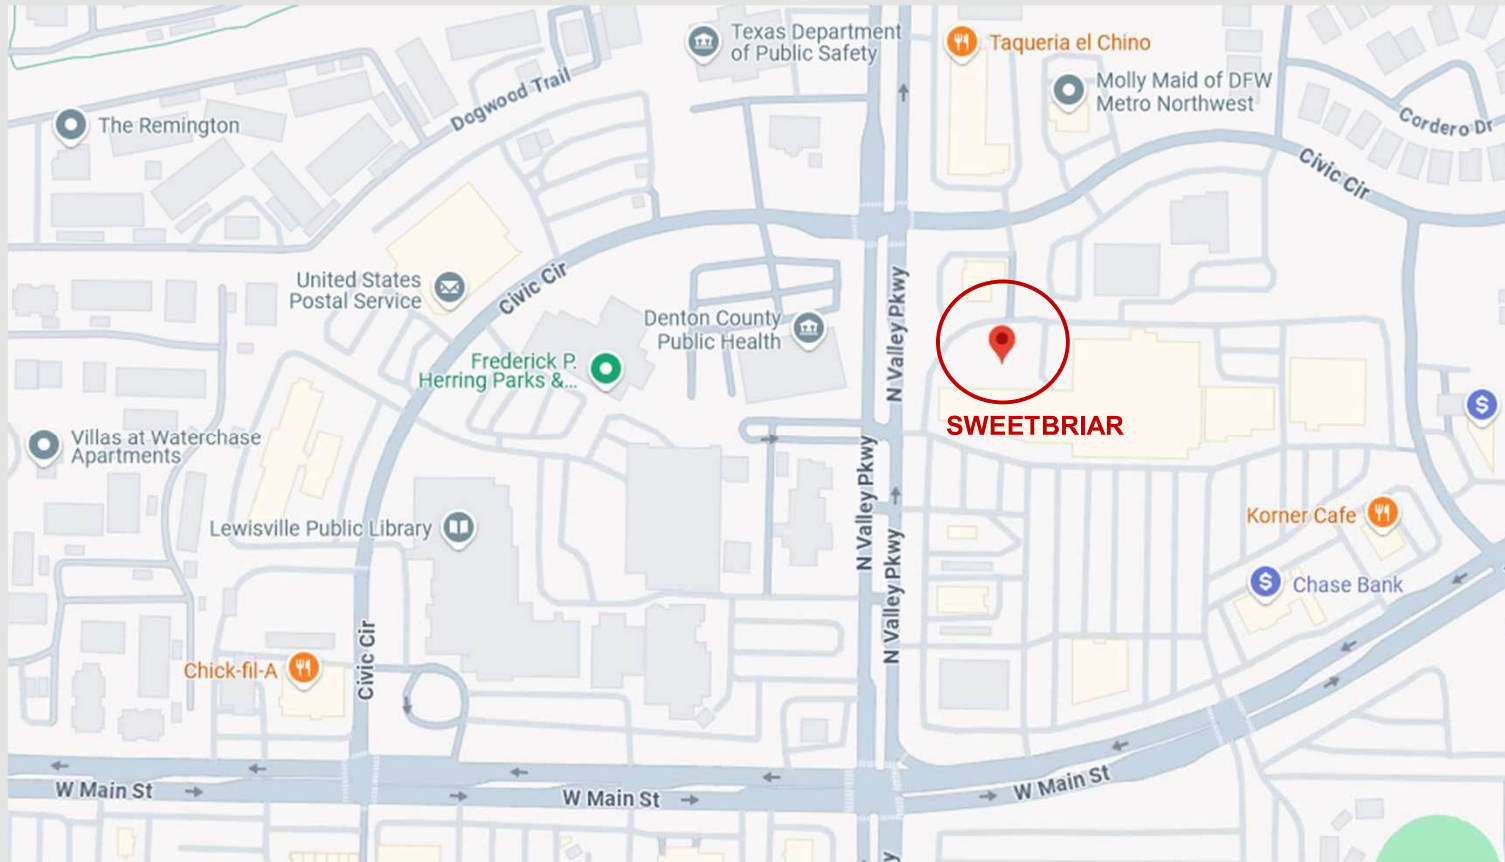 Texas Department
of Public Safety
Taqueria el Chino
Molly Maid of DFW
Metro Northwest
Dogwood Trail
The Remington
Cordero Dr
Civic Cir
United States
Postal Service
Civic Cir
N Valley Pkwy
Denton County
Public Health
Frederick P.
Herring Parks &...
SWEETBRIAR
Villas at Waterchase
Apartments
N Valley Pkwy
Lewisville Public Library
Korner Cafe
Chase Bank
N Valley Pkwy
Civic Cir
Chick-fil-A
W Main St
W Main St
W Main St